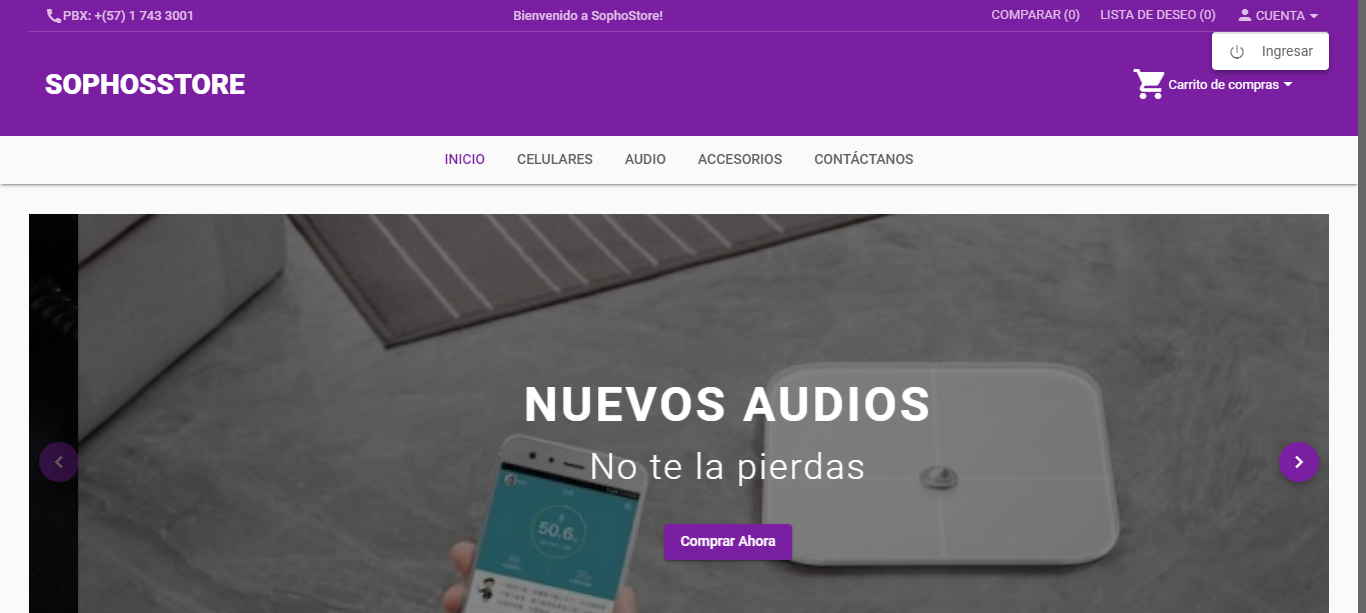 PBX: +(57) 1 743 3001
Bienvenido a SophoStore!
COMPARAR (0)
LISTA DE DESEO (0)
CUENTA
Ingresar
SOPHOSSTORE
Carrito de compras
INICIO
CELULARES
AUDIO
ACCESORIOS
CONTÁCTANOS
NUEVOS AUDIOS
No te la pierdas
50.6
Comprar Ahora